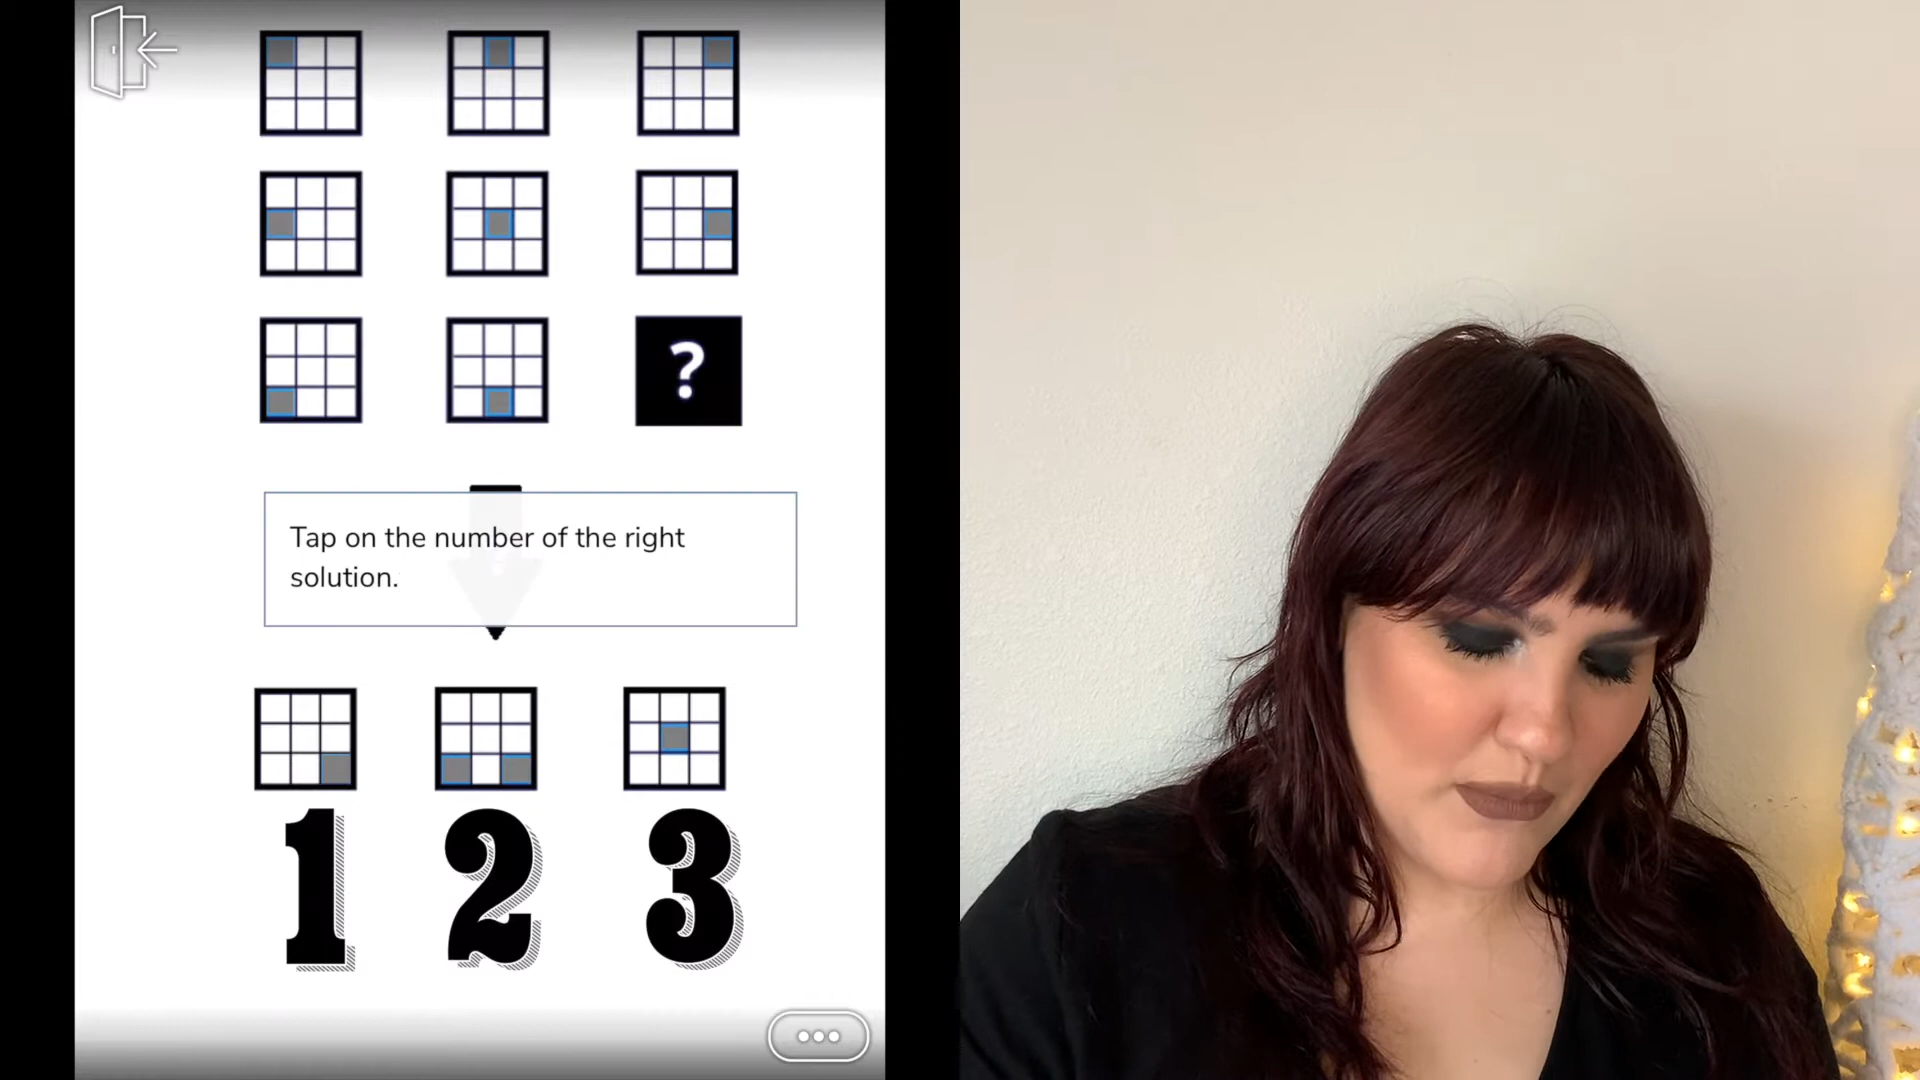 ?
Tap on the number of the right
solution.
1 2 3